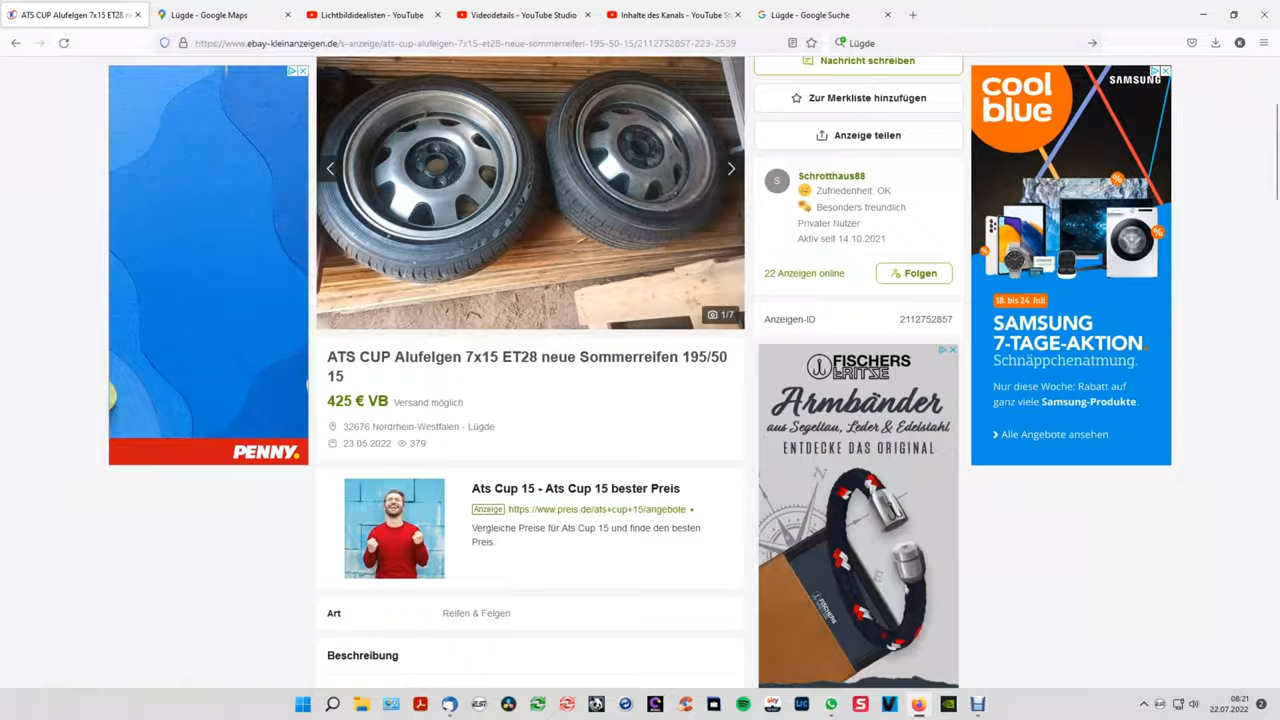 ATS CUP Alufelgen 7x15 ET28 n
Lügde - Google Maps
Lichtbildidealisten - YouTube
Videodetails - YouTube Studio
Inhalte des Kanals - YouTube St
Lügde - Google Suche
https://www.ebay-kleinanzeigen.de/s-anzeige/ats-cup-alufelgen-7x15-et28-neue-sommerreifen-195-50-15/2112752857-223-2539
Lügde
PENNY.
1/7
ATS CUP Alufelgen 7x15 ET28 neue Sommerreifen 195/50
15
425 € VB Versand möglich
32676 Nordrhein-Westfalen - Lügde
23.05.2022 379
Ats Cup 15 - Ats Cup 15 bester Preis
Anzeige https://www.preis.de/ats+cup+15/angebote
Vergleiche Preise für Ats Cup 15 und finde den besten
Preis.
Art Reifen & Felgen
Beschreibung
Nachricht schreiben
Zur Merkliste hinzufügen
Anzeige teilen
S
Schrotthaus88
Zufriedenheit OK
Besonders freundlich
Privater Nutzer
Aktiv seit 14.10.2021
22 Anzeigen online
Folgen
Anzeigen-ID 2112752857
FISCHERS
FRITZE
Armbänder
aus Segeltau, Leder & Edelstahl
ENTDECKE DAS ORIGINAL
cool
blue
SAMSUNG
18. bis 24. Juli
SAMSUNG
7-TAGE-AKTION.
Schnäppchenatmung.
Nur diese Woche: Rabatt auf
ganz viele Samsung-Produkte.
Alle Angebote ansehen
08:21
22.07.2022